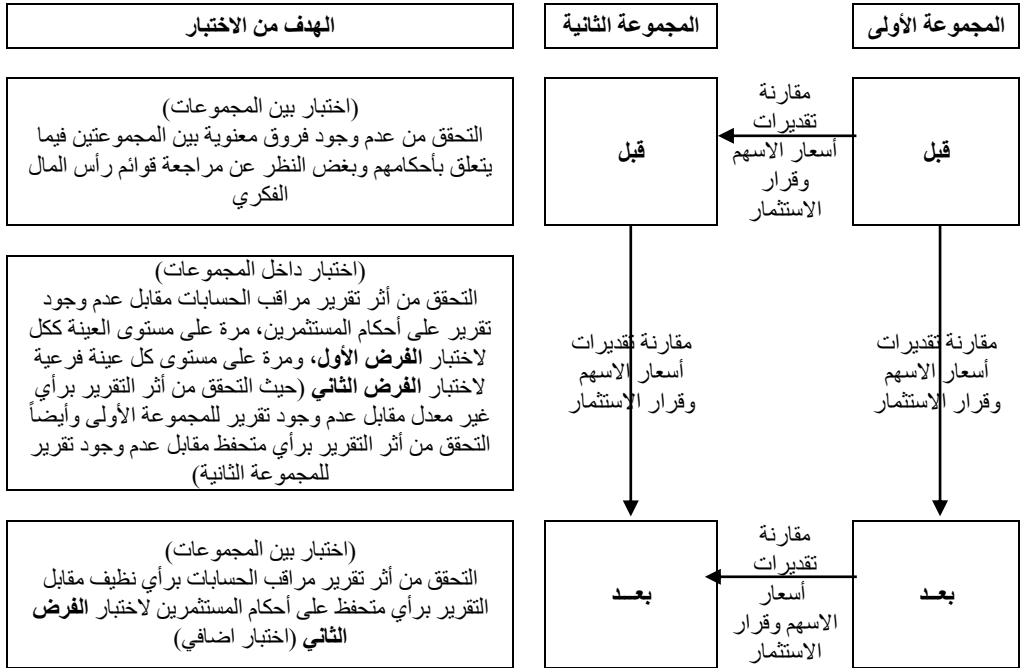 المجموعة الأولى
المجموعة الثانية
الهدف من الاختبار
قبل
مقارنة
تقديرات
أسعار الاسهم
وقرار
الاستثمار
قبل
(اختبار بين المجموعات)
التحقق من عدم وجود فروق معنوية بين المجموعتين فيما
يتعلق بأحكامهم وبغض النظر عن مراجعة قوائم رأس المال
الفكري
مقارنة تقديرات
أسعار الاسهم
وقرار الاستثمار
مقارنة تقديرات
أسعار الاسهم
وقرار الاستثمار
(اختبار داخل المجموعات)
التحقق من أثر تقرير مراقب الحسابات مقابل عدم وجود
تقرير على أحكام المستثمرين، مرة على مستوى العينة ككل
لاختبار الفرض الأول، ومرة على مستوى كل عينة فرعية
لاختبار الفرض الثاني (حيث التحقق من أثر التقرير برأي
غير معدل مقابل عدم وجود تقرير للمجموعة الأولى وأيضاً
التحقق من أثر التقرير برأي متحفظ مقابل عدم وجود تقرير
للمجموعة الثانية)
بعـد
مقارنة
تقديرات
أسعار
الاسهم وقرار
الاستثمار
بعــد
(اختبار بين المجموعات)
التحقق من أثر تقرير مراقب الحسابات برأي نظيف مقابل
التقرير برأي متحفظ على أحكام المستثمرين لاختبار الفرض
الثاني (اختبار اضافي)